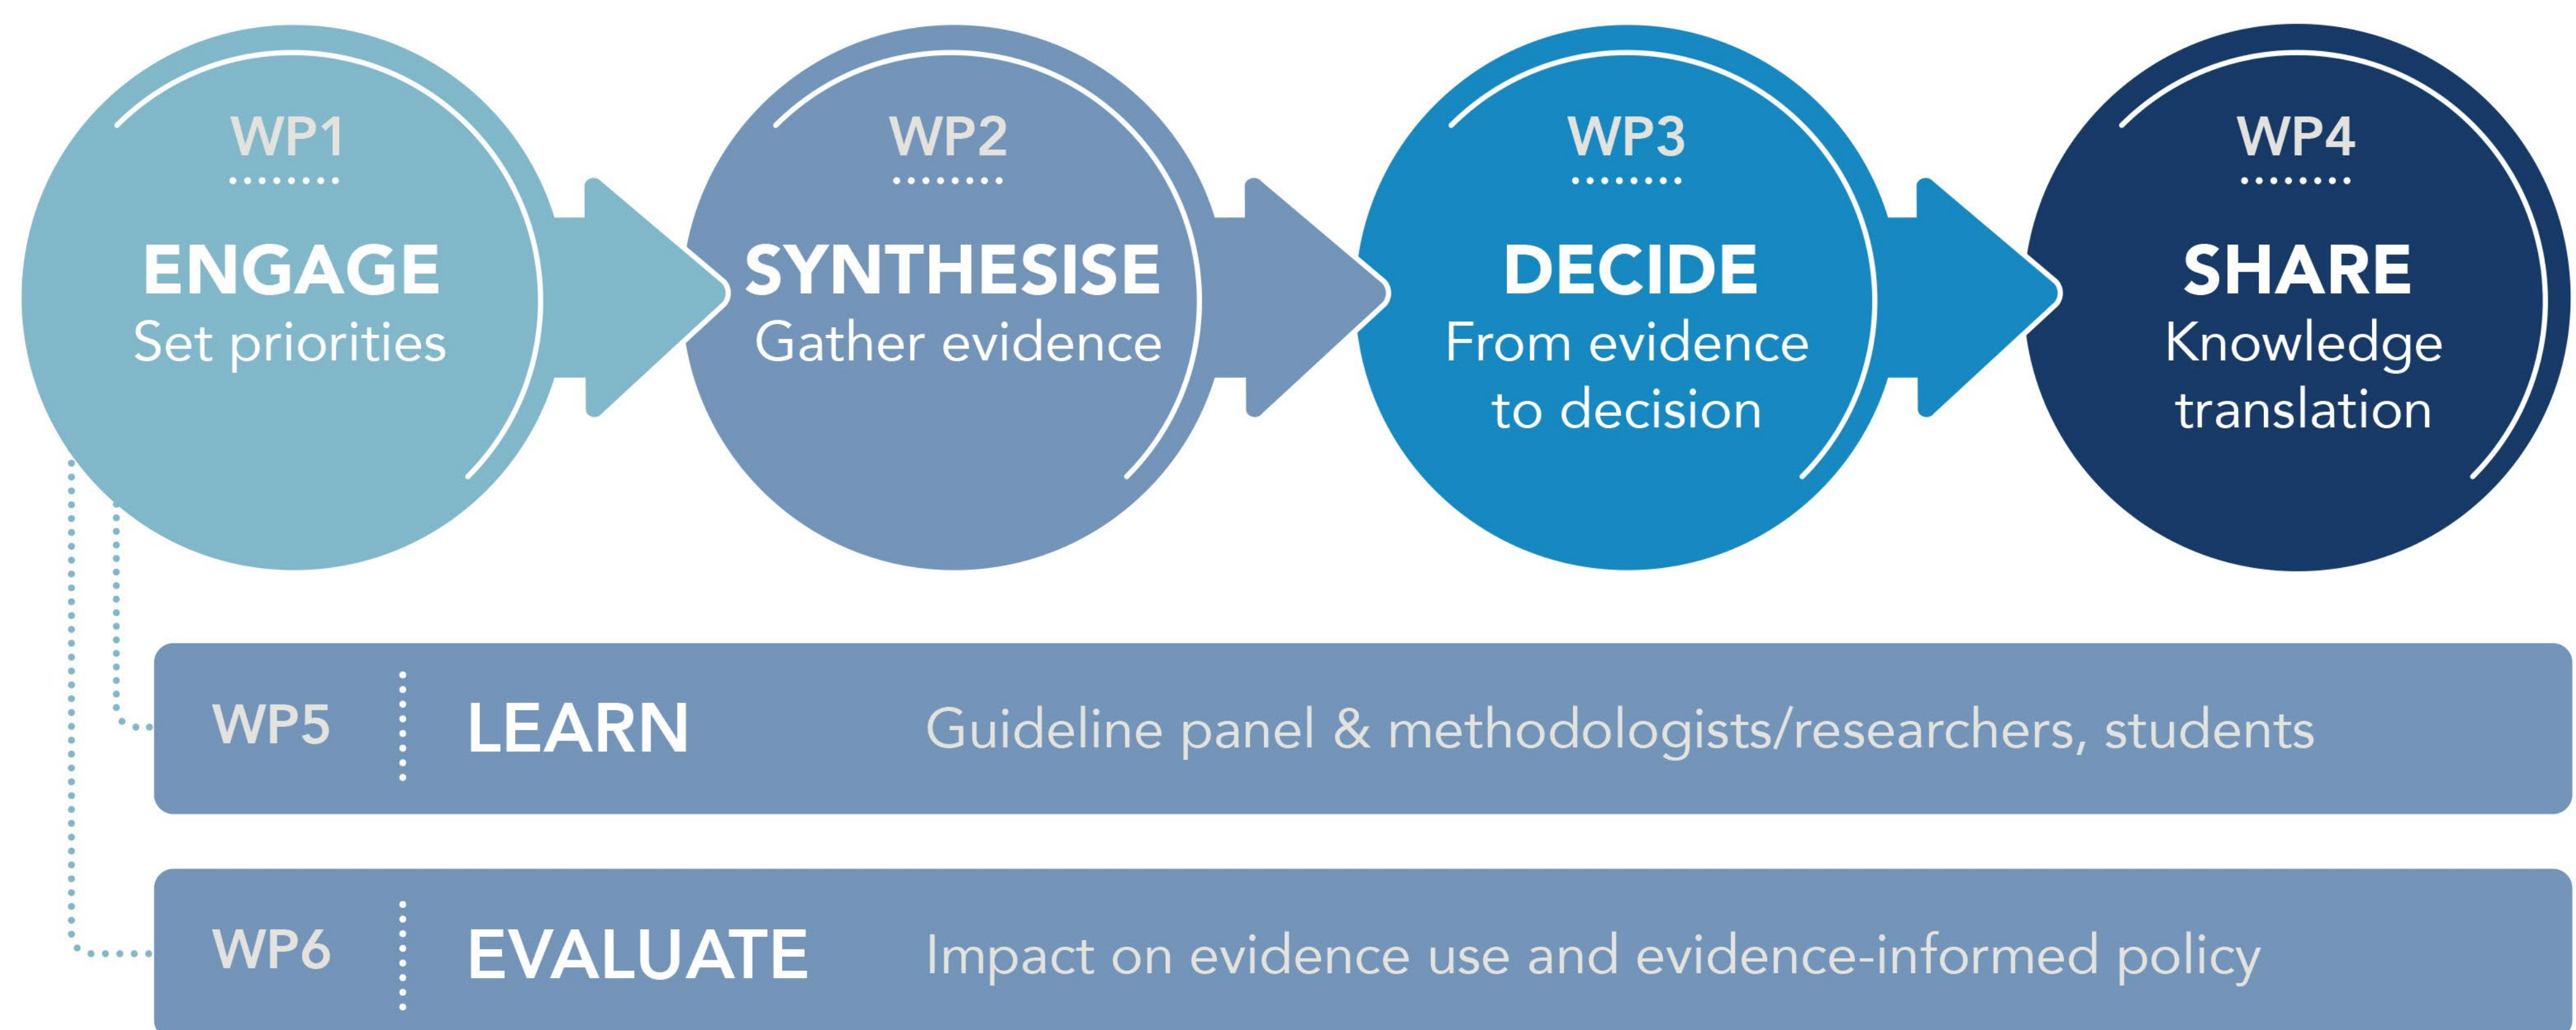 WP1
ENGAGE
Set priorities
WP2
SYNTHESISE
Gather evidence
WP3
DECIDE
From evidence
to decision
WP4
SHARE
Knowledge
translation
WP5
LEARN
Guideline panel & methodologists/researchers, students
WP6
EVALUATE
Impact on evidence use and evidence-informed policy